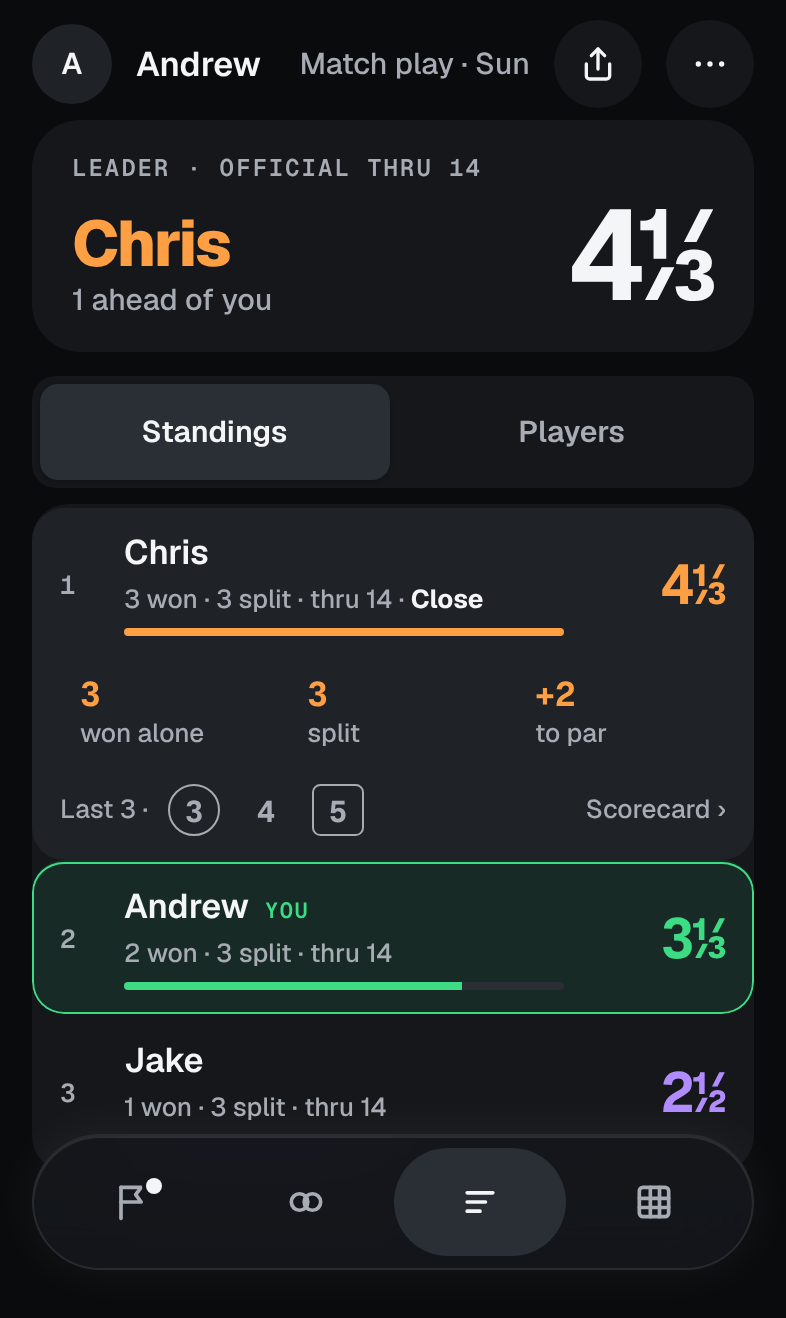 A Andrew Match play · Sun
LEADER · OFFICIAL THRU 14
Chris
4⅓
1 ahead of you
Standings Players
1
Chris
3 won · 3 split · thru 14 · Close
4⅓
3 3 +2
won alone split to par
Last 3 · 3 4 5 Scorecard ›
2
Andrew YOU
2 won · 3 split · thru 14
3⅓
3
Jake
1 won · 3 split · thru 14
2½